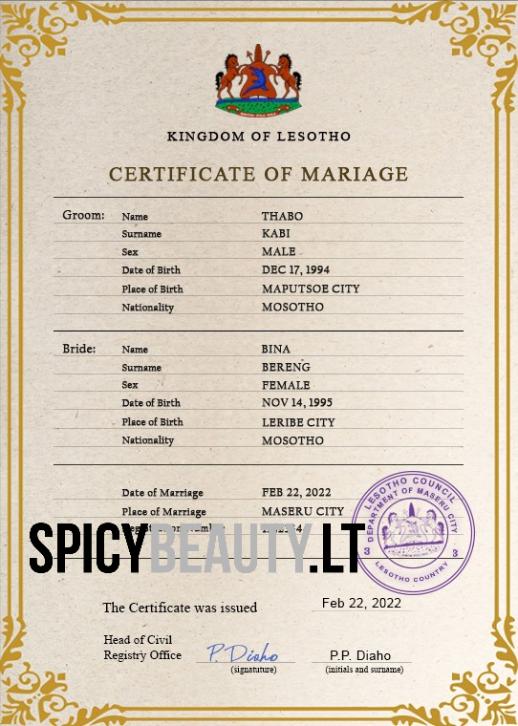 KINGDOM OF LESOTHO
CERTIFICATE OF MARIAGE
Groom: Name THABO
Surname KABI
Sex MALE
Date of Birth DEC 17, 1994
Place of Birth MAPUTSOE CITY
Nationality MOSOTHO
Bride: Name BINA
Surname BERENG
Sex FEMALE
Date of Birth NOV 14, 1995
Place of Birth LERIBE CITY
Nationality MOSOTHO
Date of Marriage FEB 22, 2022
Place of Marriage MASERU CITY
SPICYBEAUTY.LT
LESOTHO COUNCIL
DEPARTMENT OF MASERU CITY
3 3
LESOTHO COUNTRY
The Certificate was issued Feb 22, 2022
Head of Civil
Registry Office P. Diaho P.P. Diaho
(signatuture) (initials and surname)